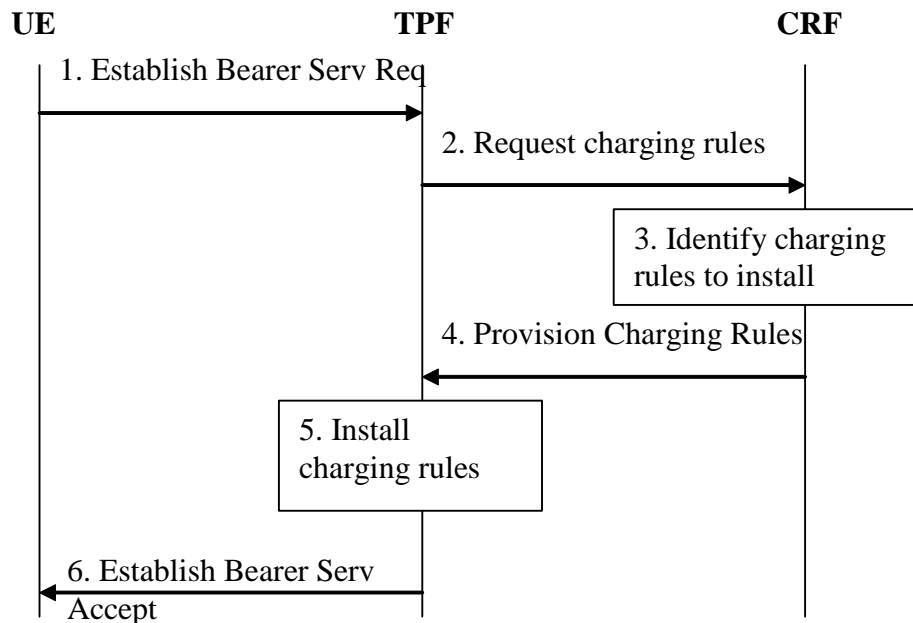 UE TPF CRF
1. Establish Bearer Serv Req
2. Request charging rules
3. Identify charging
rules to install
4. Provision Charging Rules
5. Install
charging rules
6. Establish Bearer Serv
Accept